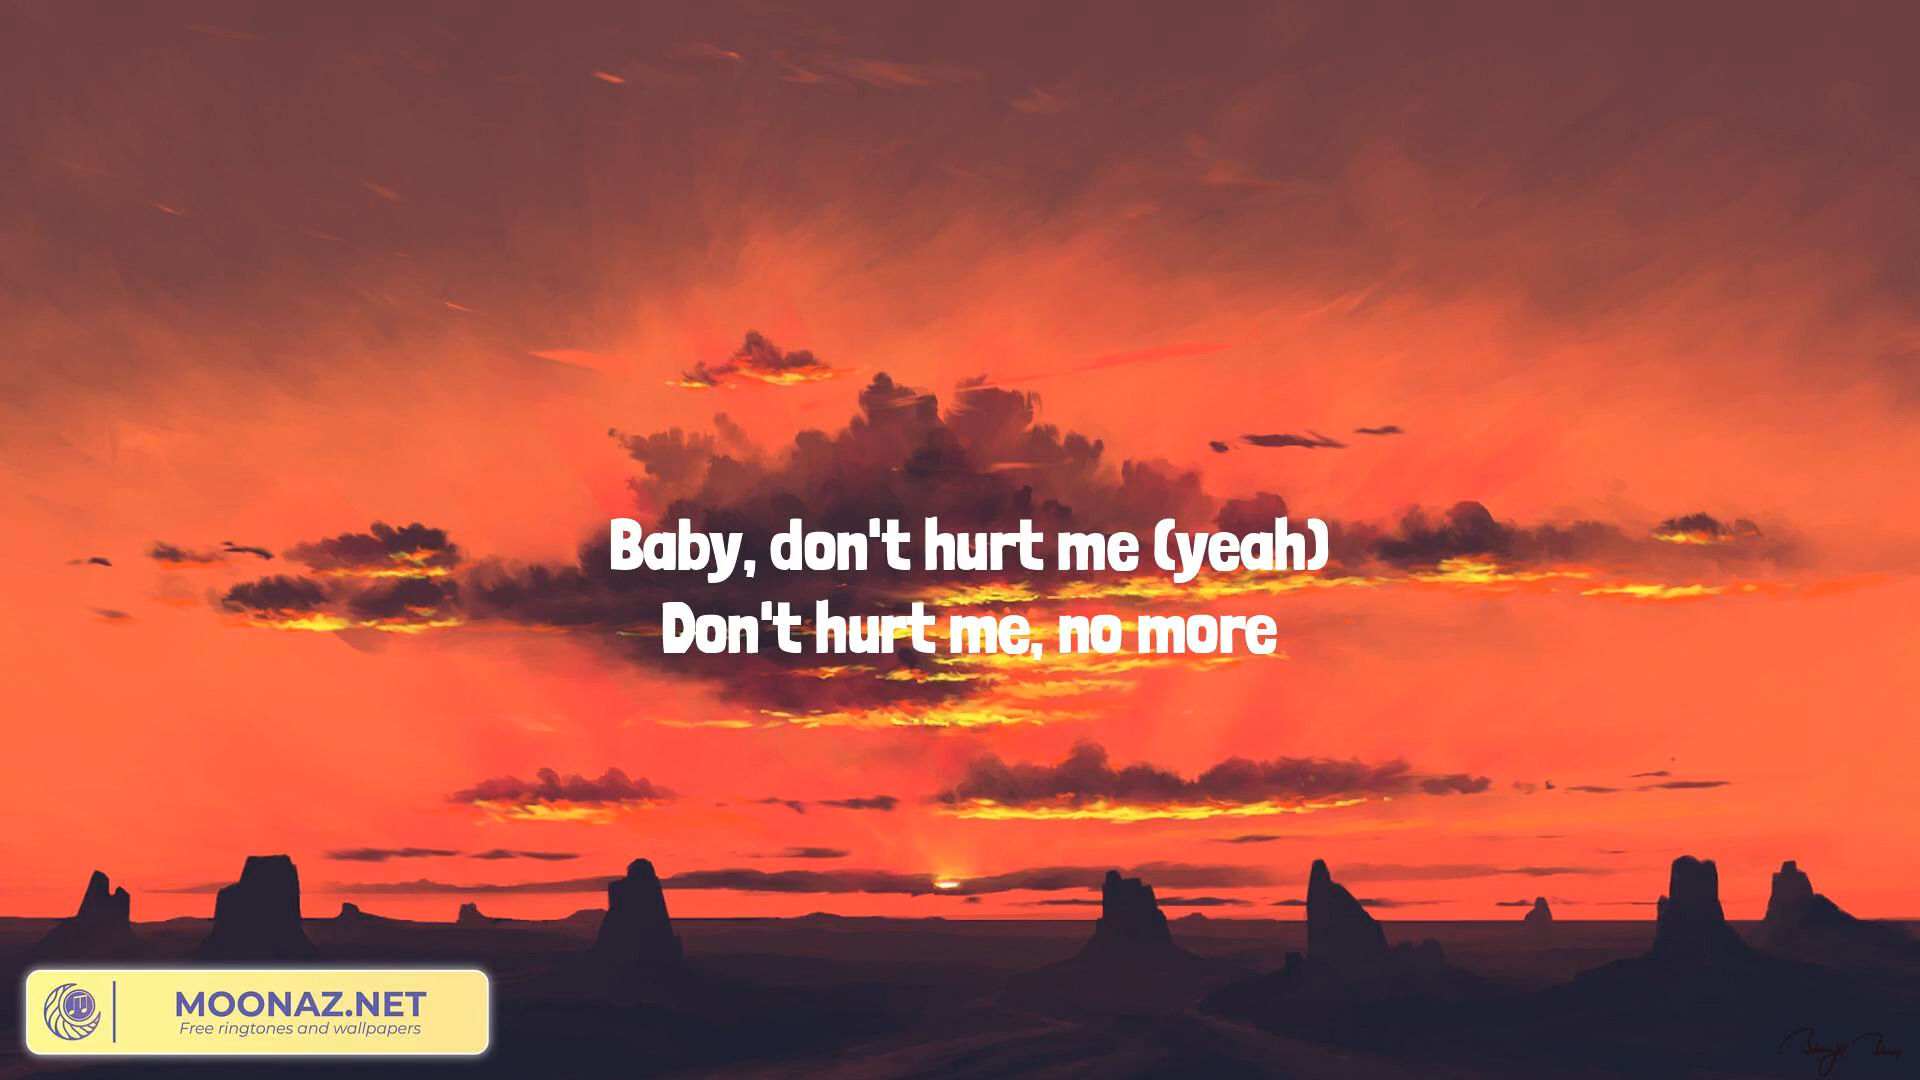 Baby, don't hurt me (yeah)
Don't hurt me, no more
MOONAZ.NET
Free ringtones and wallpapers